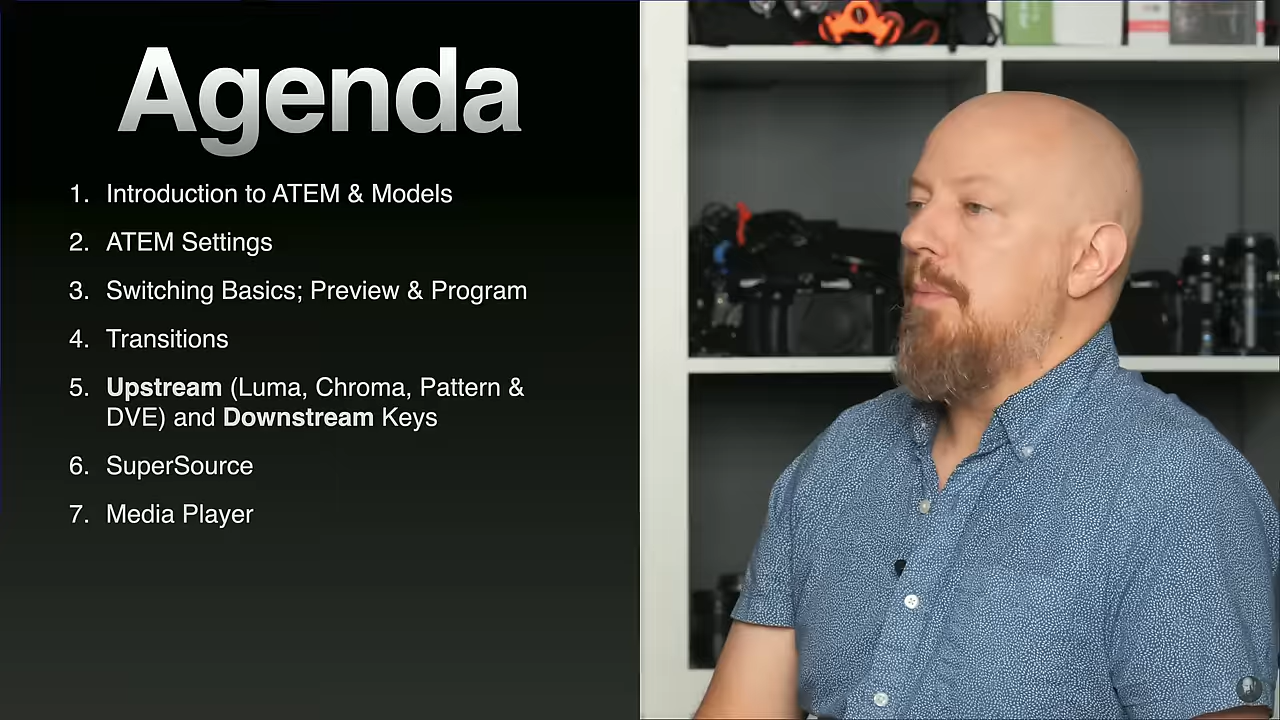 Agenda
1. Introduction to ATEM & Models
2. ATEM Settings
3. Switching Basics; Preview & Program
4. Transitions
5. Upstream (Luma, Chroma, Pattern &
DVE) and Downstream Keys
6. SuperSource
7. Media Player